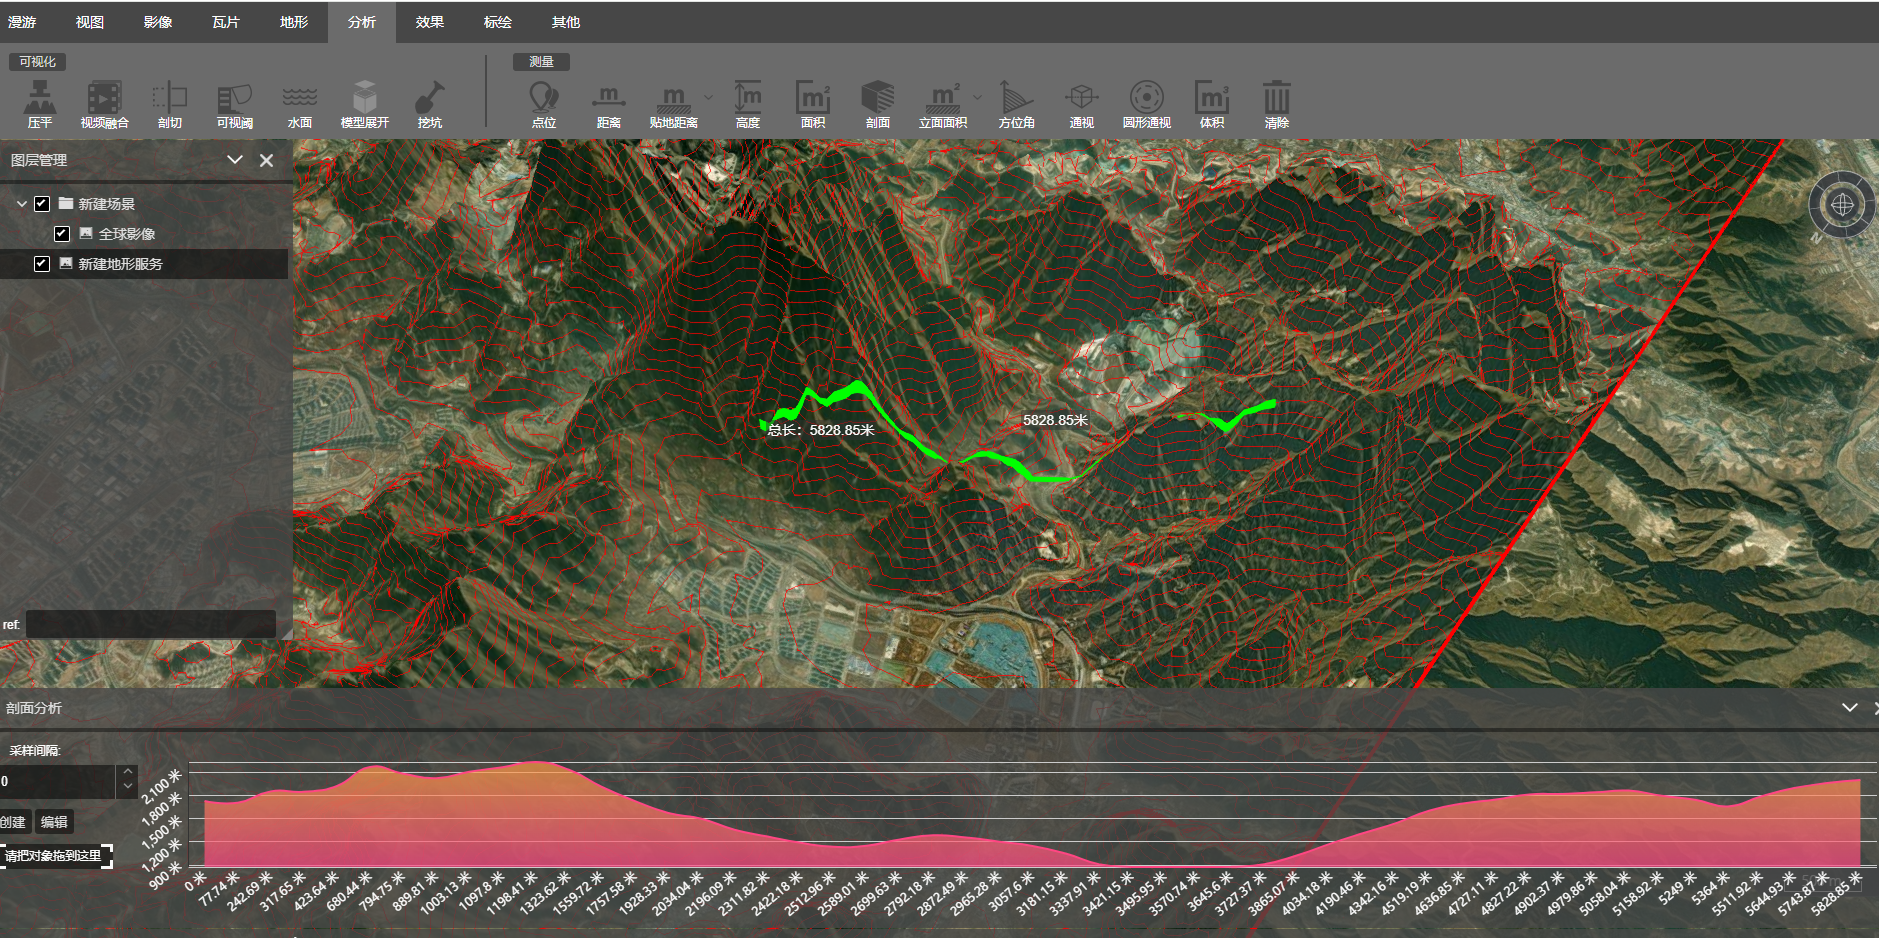 漫游 视图 影像 瓦片 地形 分析 效果 标绘 其他
可视化 测量
压平 视频融合 剖切 可视阈 水面 模型展开 挖坑 点位 距离 贴地距离 高度 面积 剖面 立面面积 方位角 通视 圆形通视 体积 清除
图层管理
新建场景
全球影像
新建地形服务
N
5828.85米
总长：5828.85米
ref:
剖面分析
采样间隔:
0
创建 编辑
请把对象拖到这里
2,100 米
1,800 米
1,500 米
1,200 米
900 米
0 米 77.74 米 242.69 米 317.65 米 423.64 米 680.44 米 794.75 米 889.81 米 1003.13 米 1097.8 米 1198.41 米 1323.62 米 1559.72 米 1757.58 米 1928.33 米 2034.04 米 2196.09 米 2311.82 米 2422.18 米 2512.96 米 2589.01 米 2699.63 米 2792.18 米 2872.49 米 2965.28 米 3057.6 米 3181.15 米 3337.91 米 3421.15 米 3495.95 米 3570.74 米 3645.6 米 3727.37 米 3865.07 米 4034.18 米 4190.46 米 4342.16 米 4519.19 米 4636.85 米 4727.11 米 4827.22 米 4902.37 米 4979.86 米 5058.04 米 5158.92 米 5249 米 5364 米 5511.92 米 5644.93 米 5743.87 米 5828.85 米